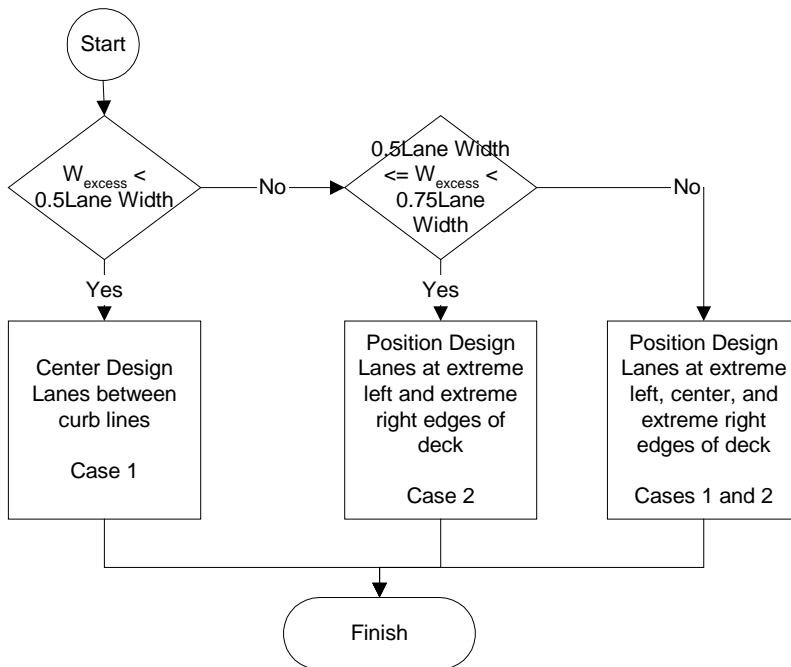 Start
W_excess <
0.5Lane Width
No
0.5Lane Width
<= W_excess <
0.75Lane
Width
No
Yes
Yes
Center Design
Lanes between
curb lines
Case 1
Position Design
Lanes at extreme
left and extreme
right edges of
deck
Case 2
Position Design
Lanes at extreme
left, center, and
extreme right
edges of deck
Cases 1 and 2
Finish